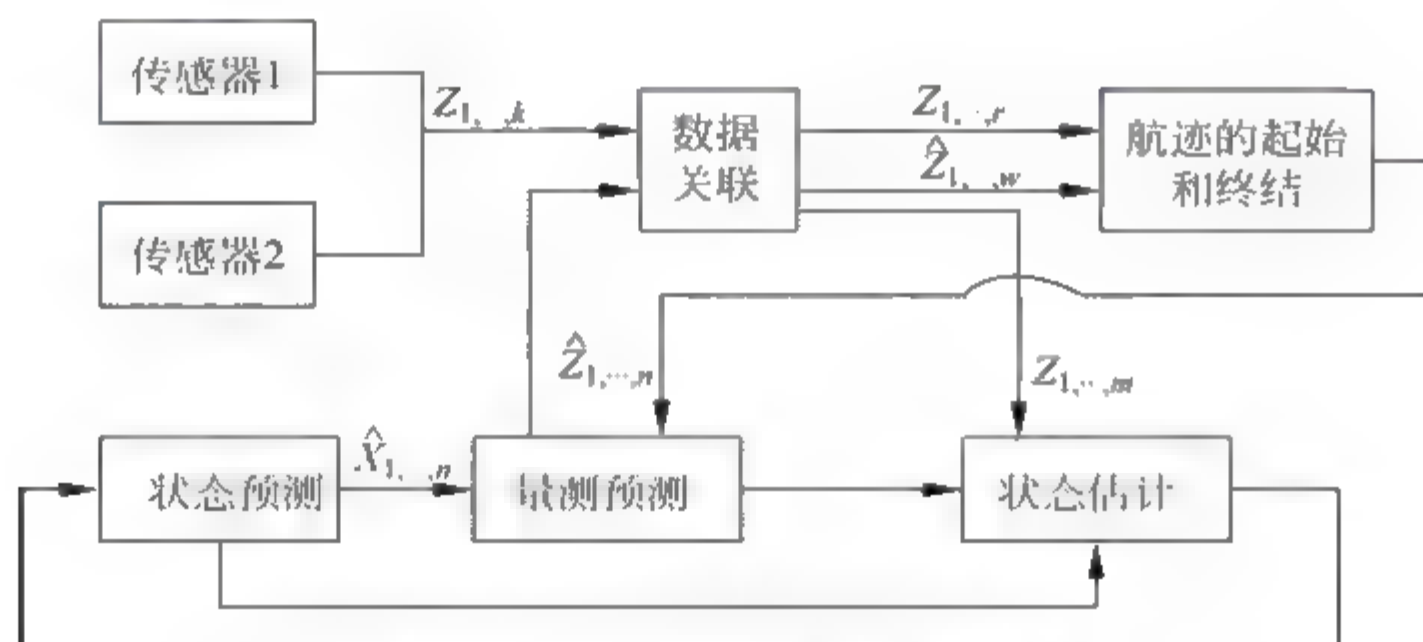 传感器1
Z1, ,k
数据
关联
Z1, ··,r
航迹的起始
和终结
Ẑ1, ··,w
传感器2
Ẑ1,···,n
Z1,··,m
状态预测
X̂1, ··,n
量测预测
状态估计